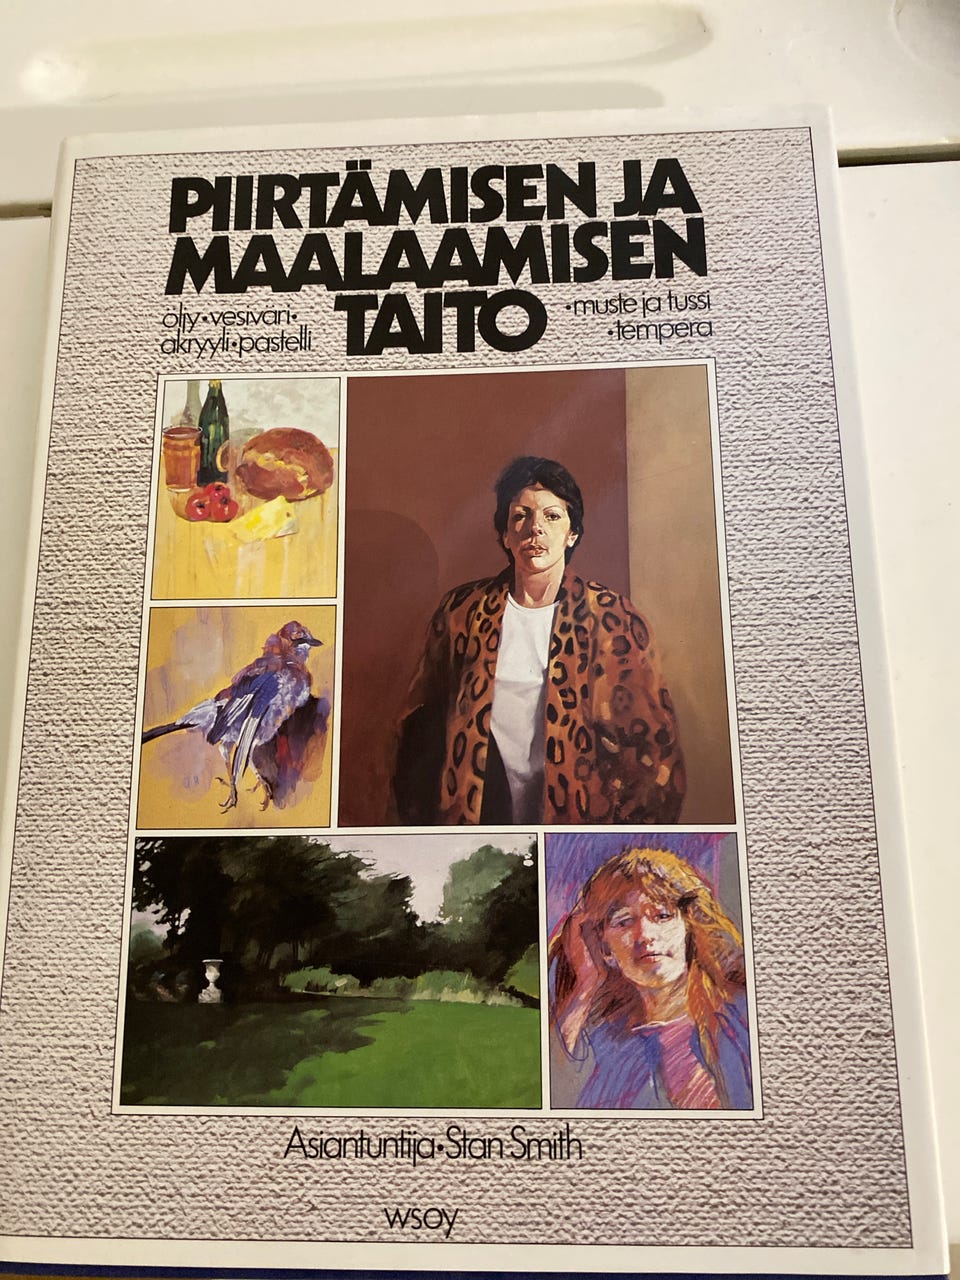 PIIRTÄMISEN JA
MAALAAMISEN
TAITO
öljy•vesiväri•
akryyli•pastelli
•muste ja tussi
•tempera
Asiantuntija•Stan Smith
wsoy